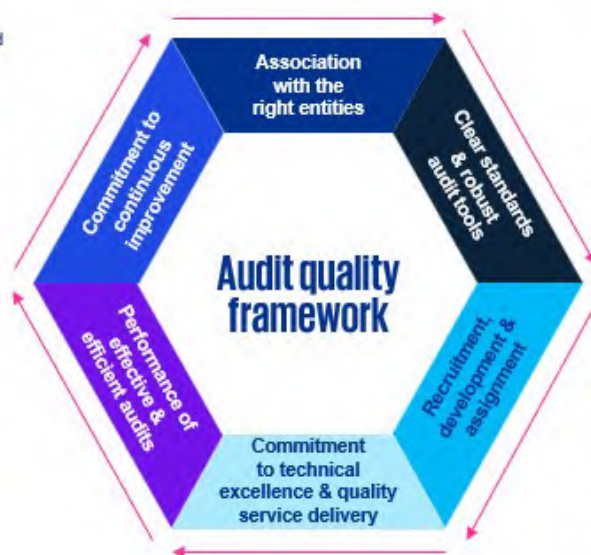 Association
with the
right entities
Clear standards
& robust
audit tools
Recruitment,
development &
assignment
Commitment
to technical
excellence & quality
service delivery
Performance of
effective &
efficient audits
Commitment to
continuous
improvement
Audit quality
framework